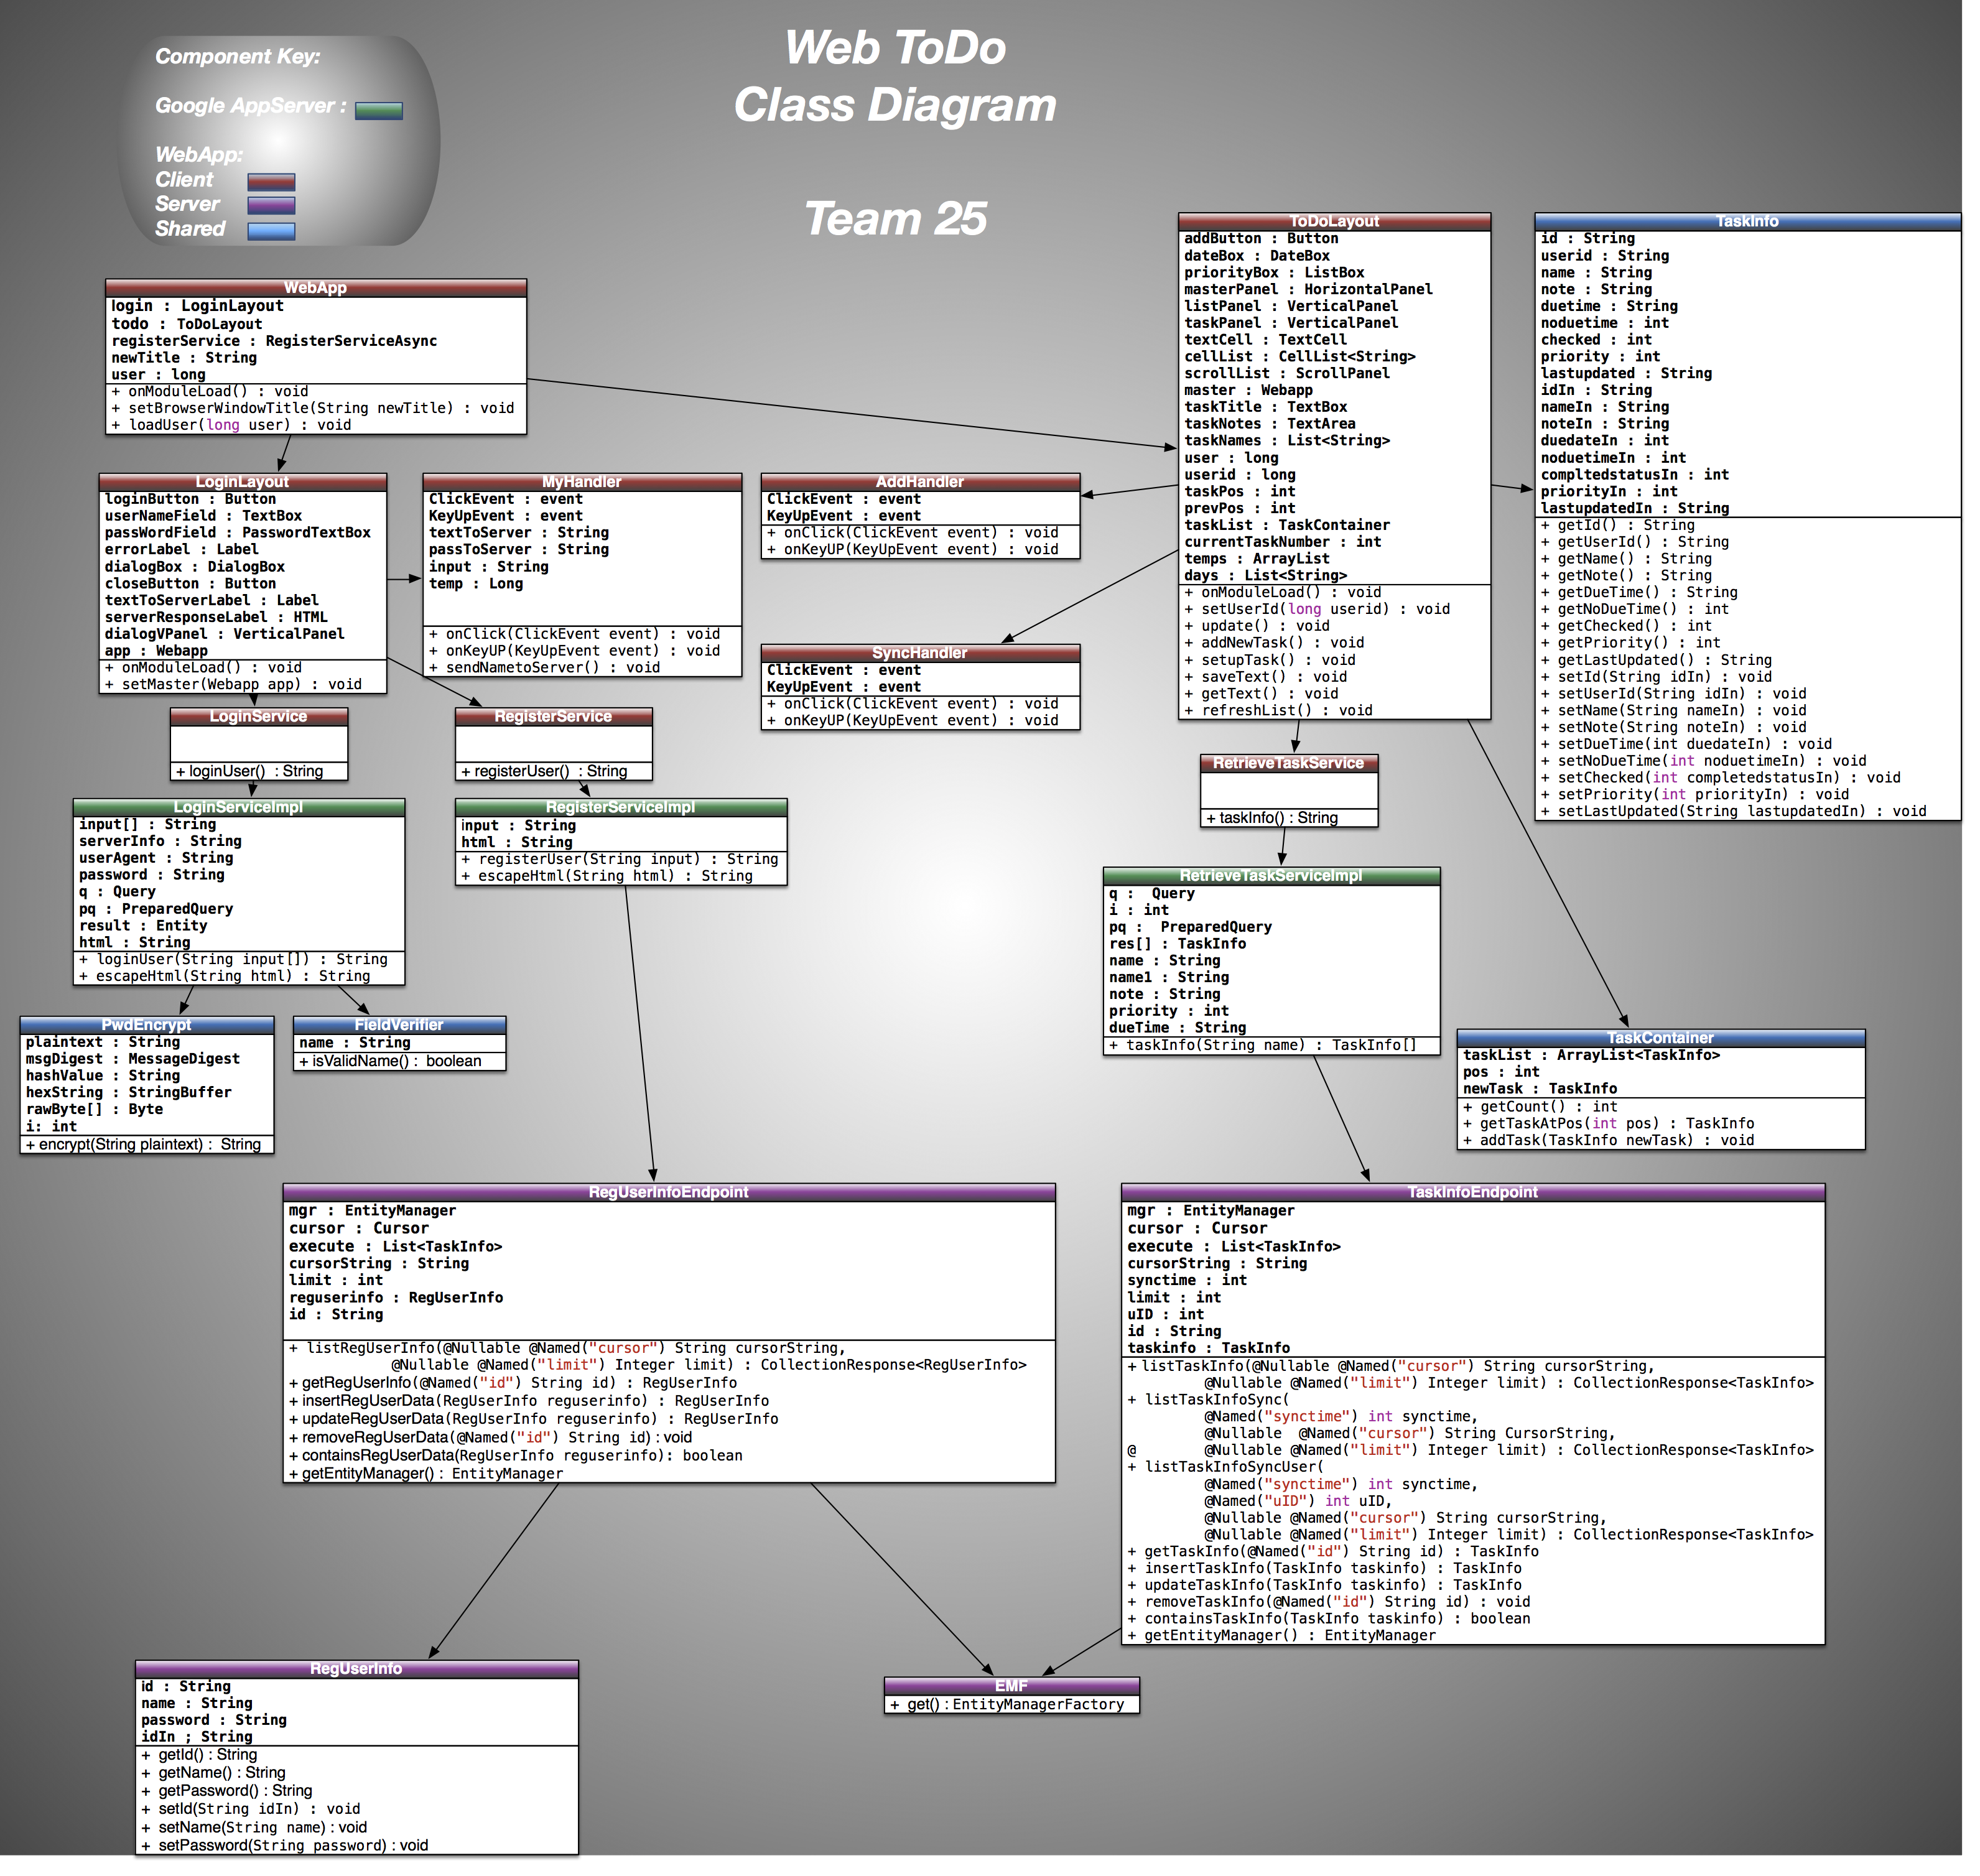 Component Key:
Google AppServer :
WebApp:
Client
Server
Shared
Web ToDo
Class Diagram
Team 25
WebApp
login : LoginLayout
todo : ToDoLayout
registerService : RegisterServiceAsync
newTitle : String
user : long
+ onModuleLoad() : void
+ setBrowserWindowTitle(String newTitle) : void
+ loadUser(long user) : void
LoginLayout
loginButton : Button
userNameField : TextBox
passWordField : PasswordTextBox
errorLabel : Label
dialogBox : DialogBox
closeButton : Button
textToServerLabel : Label
serverResponseLabel : HTML
dialogVPanel : VerticalPanel
app : Webapp
+ onModuleLoad() : void
+ setMaster(Webapp app) : void
MyHandler
ClickEvent : event
KeyUpEvent : event
textToServer : String
passToServer : String
input : String
temp : Long
+ onClick(ClickEvent event) : void
+ onKeyUP(KeyUpEvent event) : void
+ sendNametoServer() : void
AddHandler
ClickEvent : event
KeyUpEvent : event
+ onClick(ClickEvent event) : void
+ onKeyUP(KeyUpEvent event) : void
SyncHandler
ClickEvent : event
KeyUpEvent : event
+ onClick(ClickEvent event) : void
+ onKeyUP(KeyUpEvent event) : void
ToDoLayout
addButton : Button
dateBox : DateBox
priorityBox : ListBox
masterPanel : HorizontalPanel
listPanel : VerticalPanel
taskPanel : VerticalPanel
textCell : TextCell
cellList : CellList<String>
scrollList : ScrollPanel
master : Webapp
taskTitle : TextBox
taskNotes : TextArea
taskNames : List<String>
user : long
userid : long
taskPos : int
prevPos : int
taskList : TaskContainer
currentTaskNumber : int
temps : ArrayList
days : List<String>
+ onModuleLoad() : void
+ setUserId(long userid) : void
+ update() : void
+ addNewTask() : void
+ setupTask() : void
+ saveText() : void
+ getText() : void
+ refreshList() : void
TaskInfo
id : String
userid : String
name : String
note : String
duetime : String
noduetime : int
checked : int
priority : int
lastupdated : String
idIn : String
nameIn : String
noteIn : String
duedateIn : int
noduetimeIn : int
compltedstatusIn : int
priorityIn : int
lastupdatedIn : String
+ getId() : String
+ getUserId() : String
+ getName() : String
+ getNote() : String
+ getDueTime() : String
+ getNoDueTime() : int
+ getChecked() : int
+ getPriority() : int
+ getLastUpdated() : String
+ setId(String idIn) : void
+ setUserId(String idIn) : void
+ setName(String nameIn) : void
+ setNote(String noteIn) : void
+ setDueTime(int duedateIn) : void
+ setNoDueTime(int noduetimeIn) : void
+ setChecked(int completedstatusIn) : void
+ setPriority(int priorityIn) : void
+ setLastUpdated(String lastupdatedIn) : void
LoginService
+ loginUser() : String
RegisterService
+ registerUser() : String
RetrieveTaskService
+ taskInfo() : String
LoginServiceImpl
input[] : String
serverInfo : String
userAgent : String
password : String
q : Query
pq : PreparedQuery
result : Entity
html : String
+ loginUser(String input[]) : String
+ escapeHtml(String html) : String
RegisterServiceImpl
input : String
html : String
+ registerUser(String input) : String
+ escapeHtml(String html) : String
RetrieveTaskServiceImpl
q : Query
i : int
pq : PreparedQuery
res[] : TaskInfo
name : String
name1 : String
note : String
priority : int
dueTime : String
+ taskInfo(String name) : TaskInfo[]
PwdEncrypt
plaintext : String
msgDigest : MessageDigest
hashValue : String
hexString : StringBuffer
rawByte[] : Byte
i: int
+ encrypt(String plaintext) : String
FieldVerifier
name : String
+ isValidName() : boolean
TaskContainer
taskList : ArrayList<TaskInfo>
pos : int
newTask : TaskInfo
+ getCount() : int
+ getTaskAtPos(int pos) : TaskInfo
+ addTask(TaskInfo newTask) : void
RegUserInfoEndpoint
mgr : EntityManager
cursor : Cursor
execute : List<TaskInfo>
cursorString : String
limit : int
reguserinfo : RegUserInfo
id : String
+ listRegUserInfo(@Nullable @Named("cursor") String cursorString,
@Nullable @Named("limit") Integer limit) : CollectionResponse<RegUserInfo>
+ getRegUserInfo(@Named("id") String id) : RegUserInfo
+ insertRegUserData(RegUserInfo reguserinfo) : RegUserInfo
+ updateRegUserData(RegUserInfo reguserinfo) : RegUserInfo
+ removeRegUserData(@Named("id") String id) : void
+ containsRegUserData(RegUserInfo reguserinfo): boolean
+ getEntityManager() : EntityManager
TaskInfoEndpoint
mgr : EntityManager
cursor : Cursor
execute : List<TaskInfo>
cursorString : String
synctime : int
limit : int
uID : int
id : String
taskinfo : TaskInfo
+ listTaskInfo(@Nullable @Named("cursor") String cursorString,
@Nullable @Named("limit") Integer limit) : CollectionResponse<TaskInfo>
+ listTaskInfoSync(
@Named("synctime") int synctime,
@Nullable @Named("cursor") String CursorString,
@ @Nullable @Named("limit") Integer limit) : CollectionResponse<TaskInfo>
+ listTaskInfoSyncUser(
@Named("synctime") int synctime,
@Named("uID") int uID,
@Nullable @Named("cursor") String cursorString,
@Nullable @Named("limit") Integer limit) : CollectionResponse<TaskInfo>
+ getTaskInfo(@Named("id") String id) : TaskInfo
+ insertTaskInfo(TaskInfo taskinfo) : TaskInfo
+ updateTaskInfo(TaskInfo taskinfo) : TaskInfo
+ removeTaskInfo(@Named("id") String id) : void
+ containsTaskInfo(TaskInfo taskinfo) : boolean
+ getEntityManager() : EntityManager
RegUserInfo
id : String
name : String
password : String
idIn ; String
+ getId() : String
+ getName() : String
+ getPassword() : String
+ setId(String idIn) : void
+ setName(String name) : void
+ setPassword(String password) : void
EMF
+ get() : EntityManagerFactory